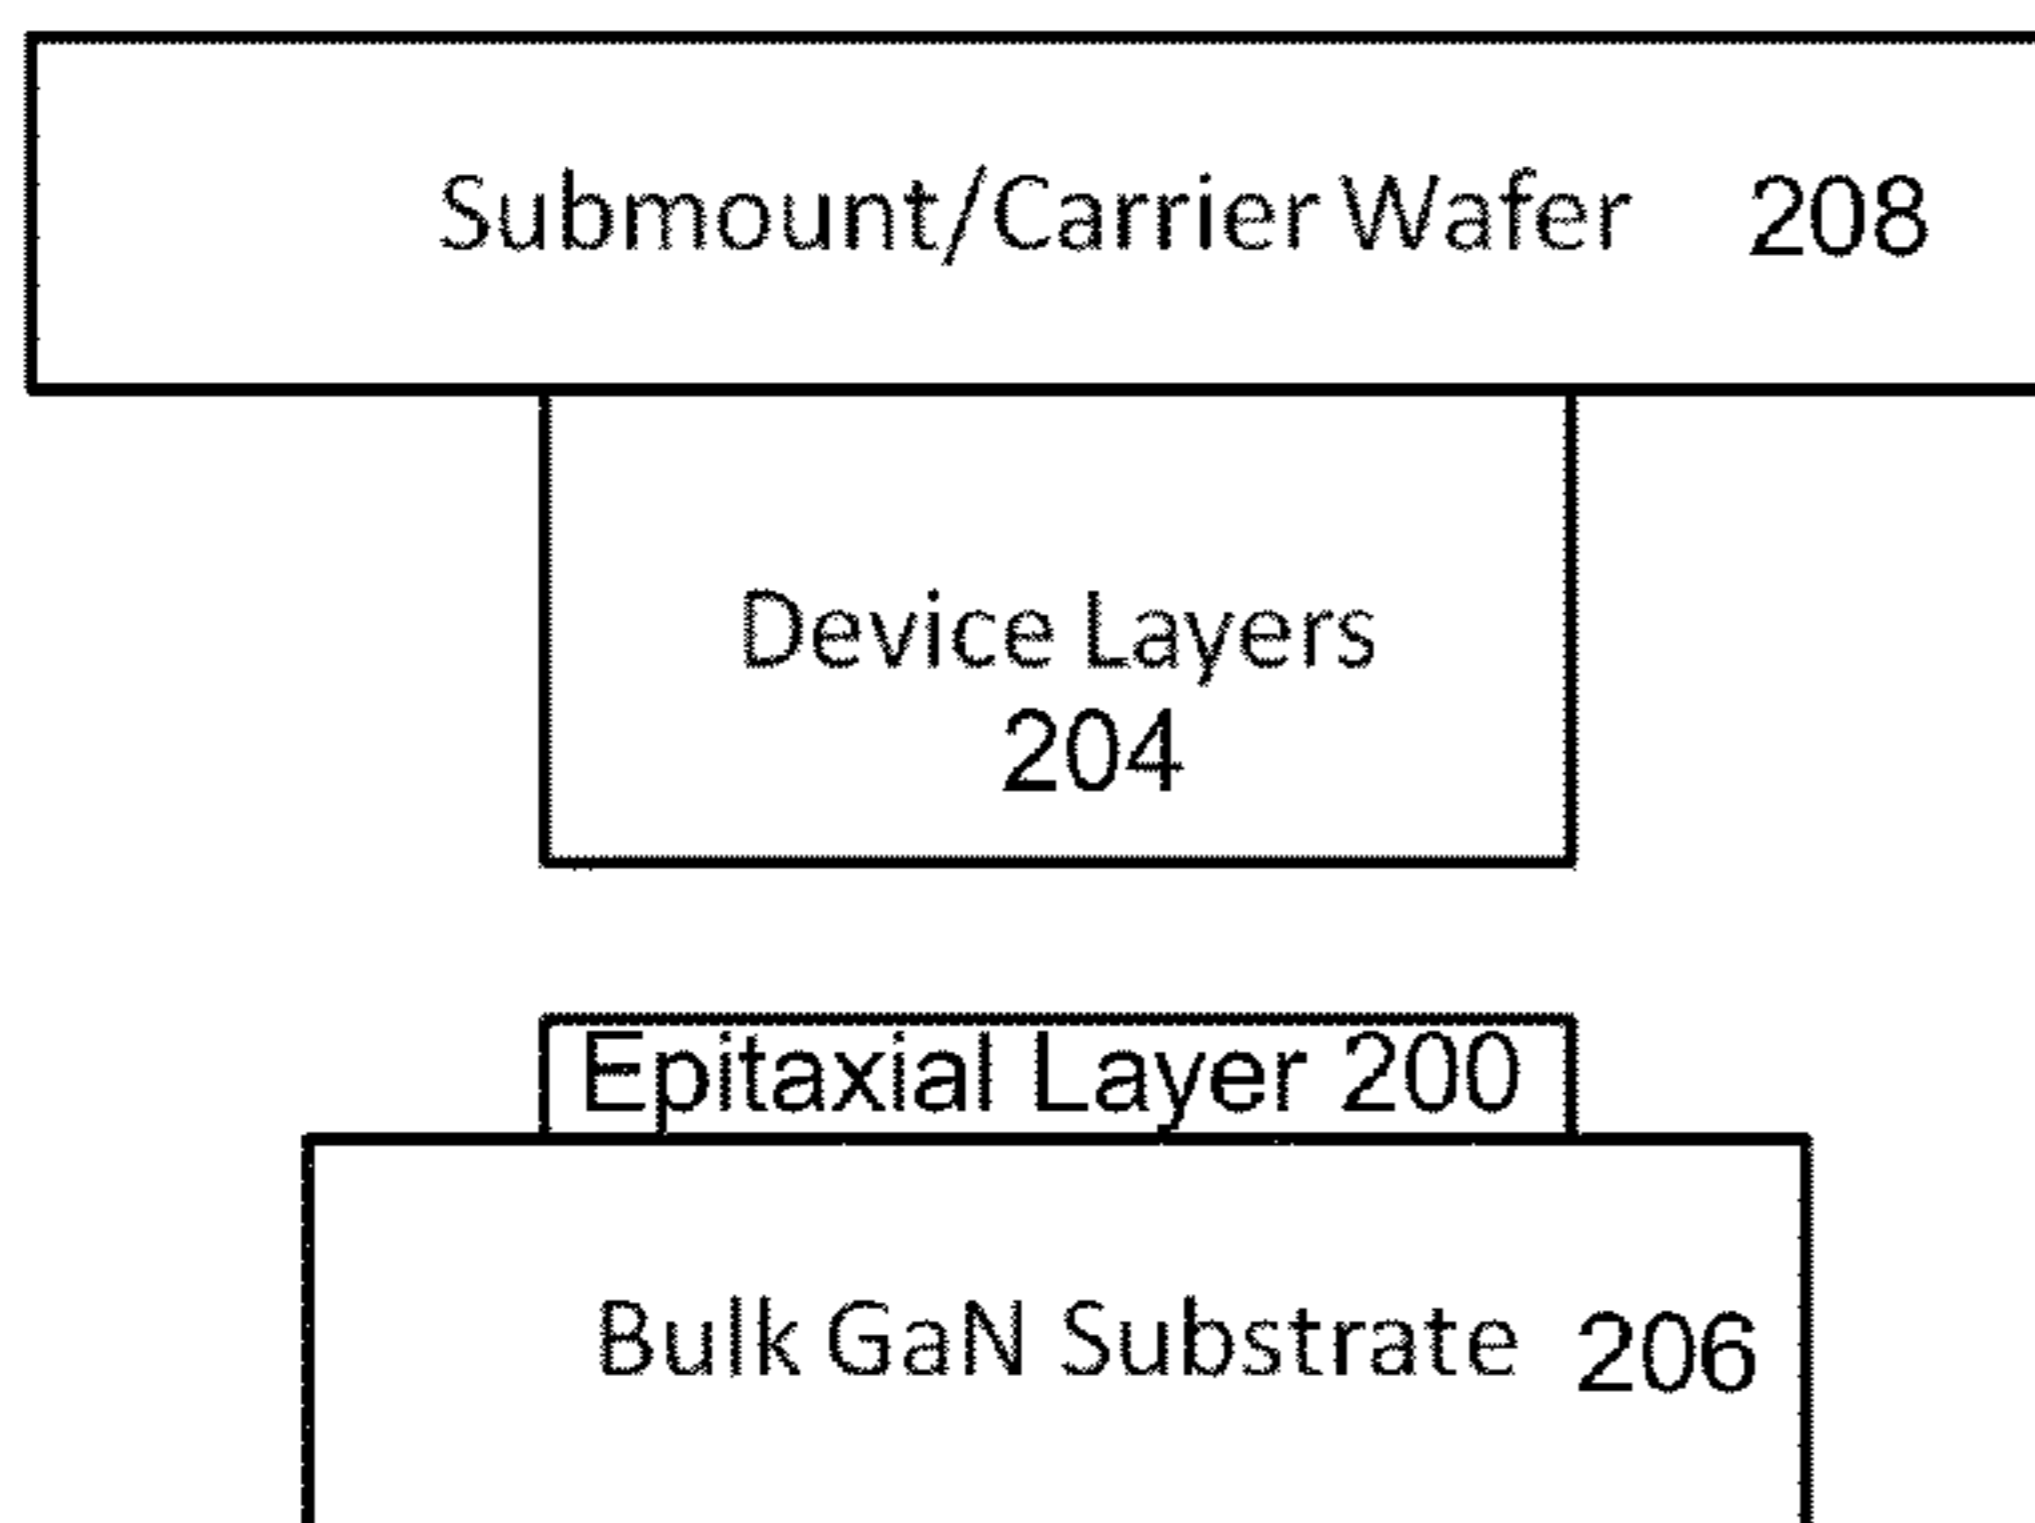 Submount/Carrier Wafer 208
Device Layers
204
Epitaxial Layer 200
Bulk GaN Substrate 206